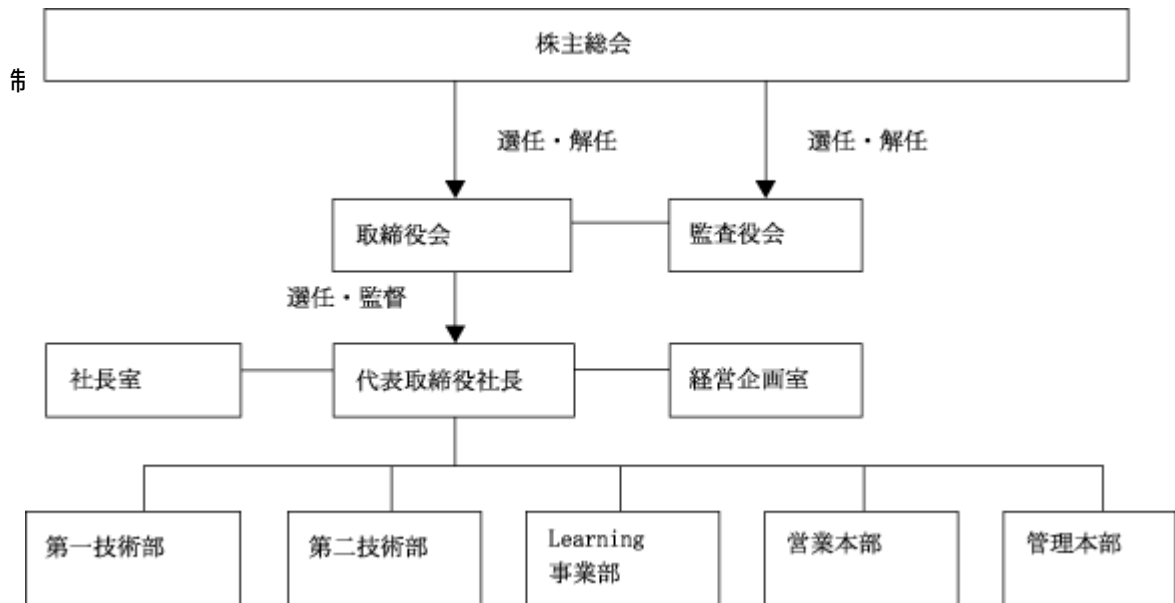 株主総会
選任・解任
選任・解任
取締役会
監査役会
選任・監督
社長室
代表取締役社長
経営企画室
第一技術部
第二技術部
Learning
事業部
営業本部
管理本部